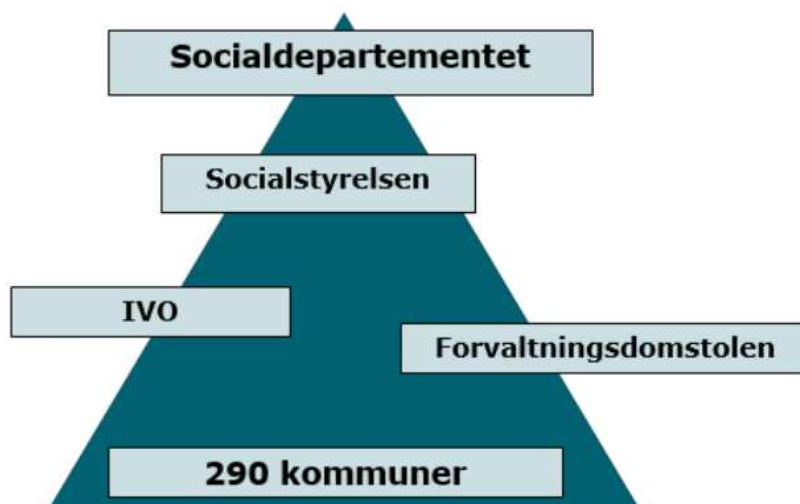 Socialdepartementet
Socialstyrelsen
IVO
Forvaltningsdomstolen
290 kommuner